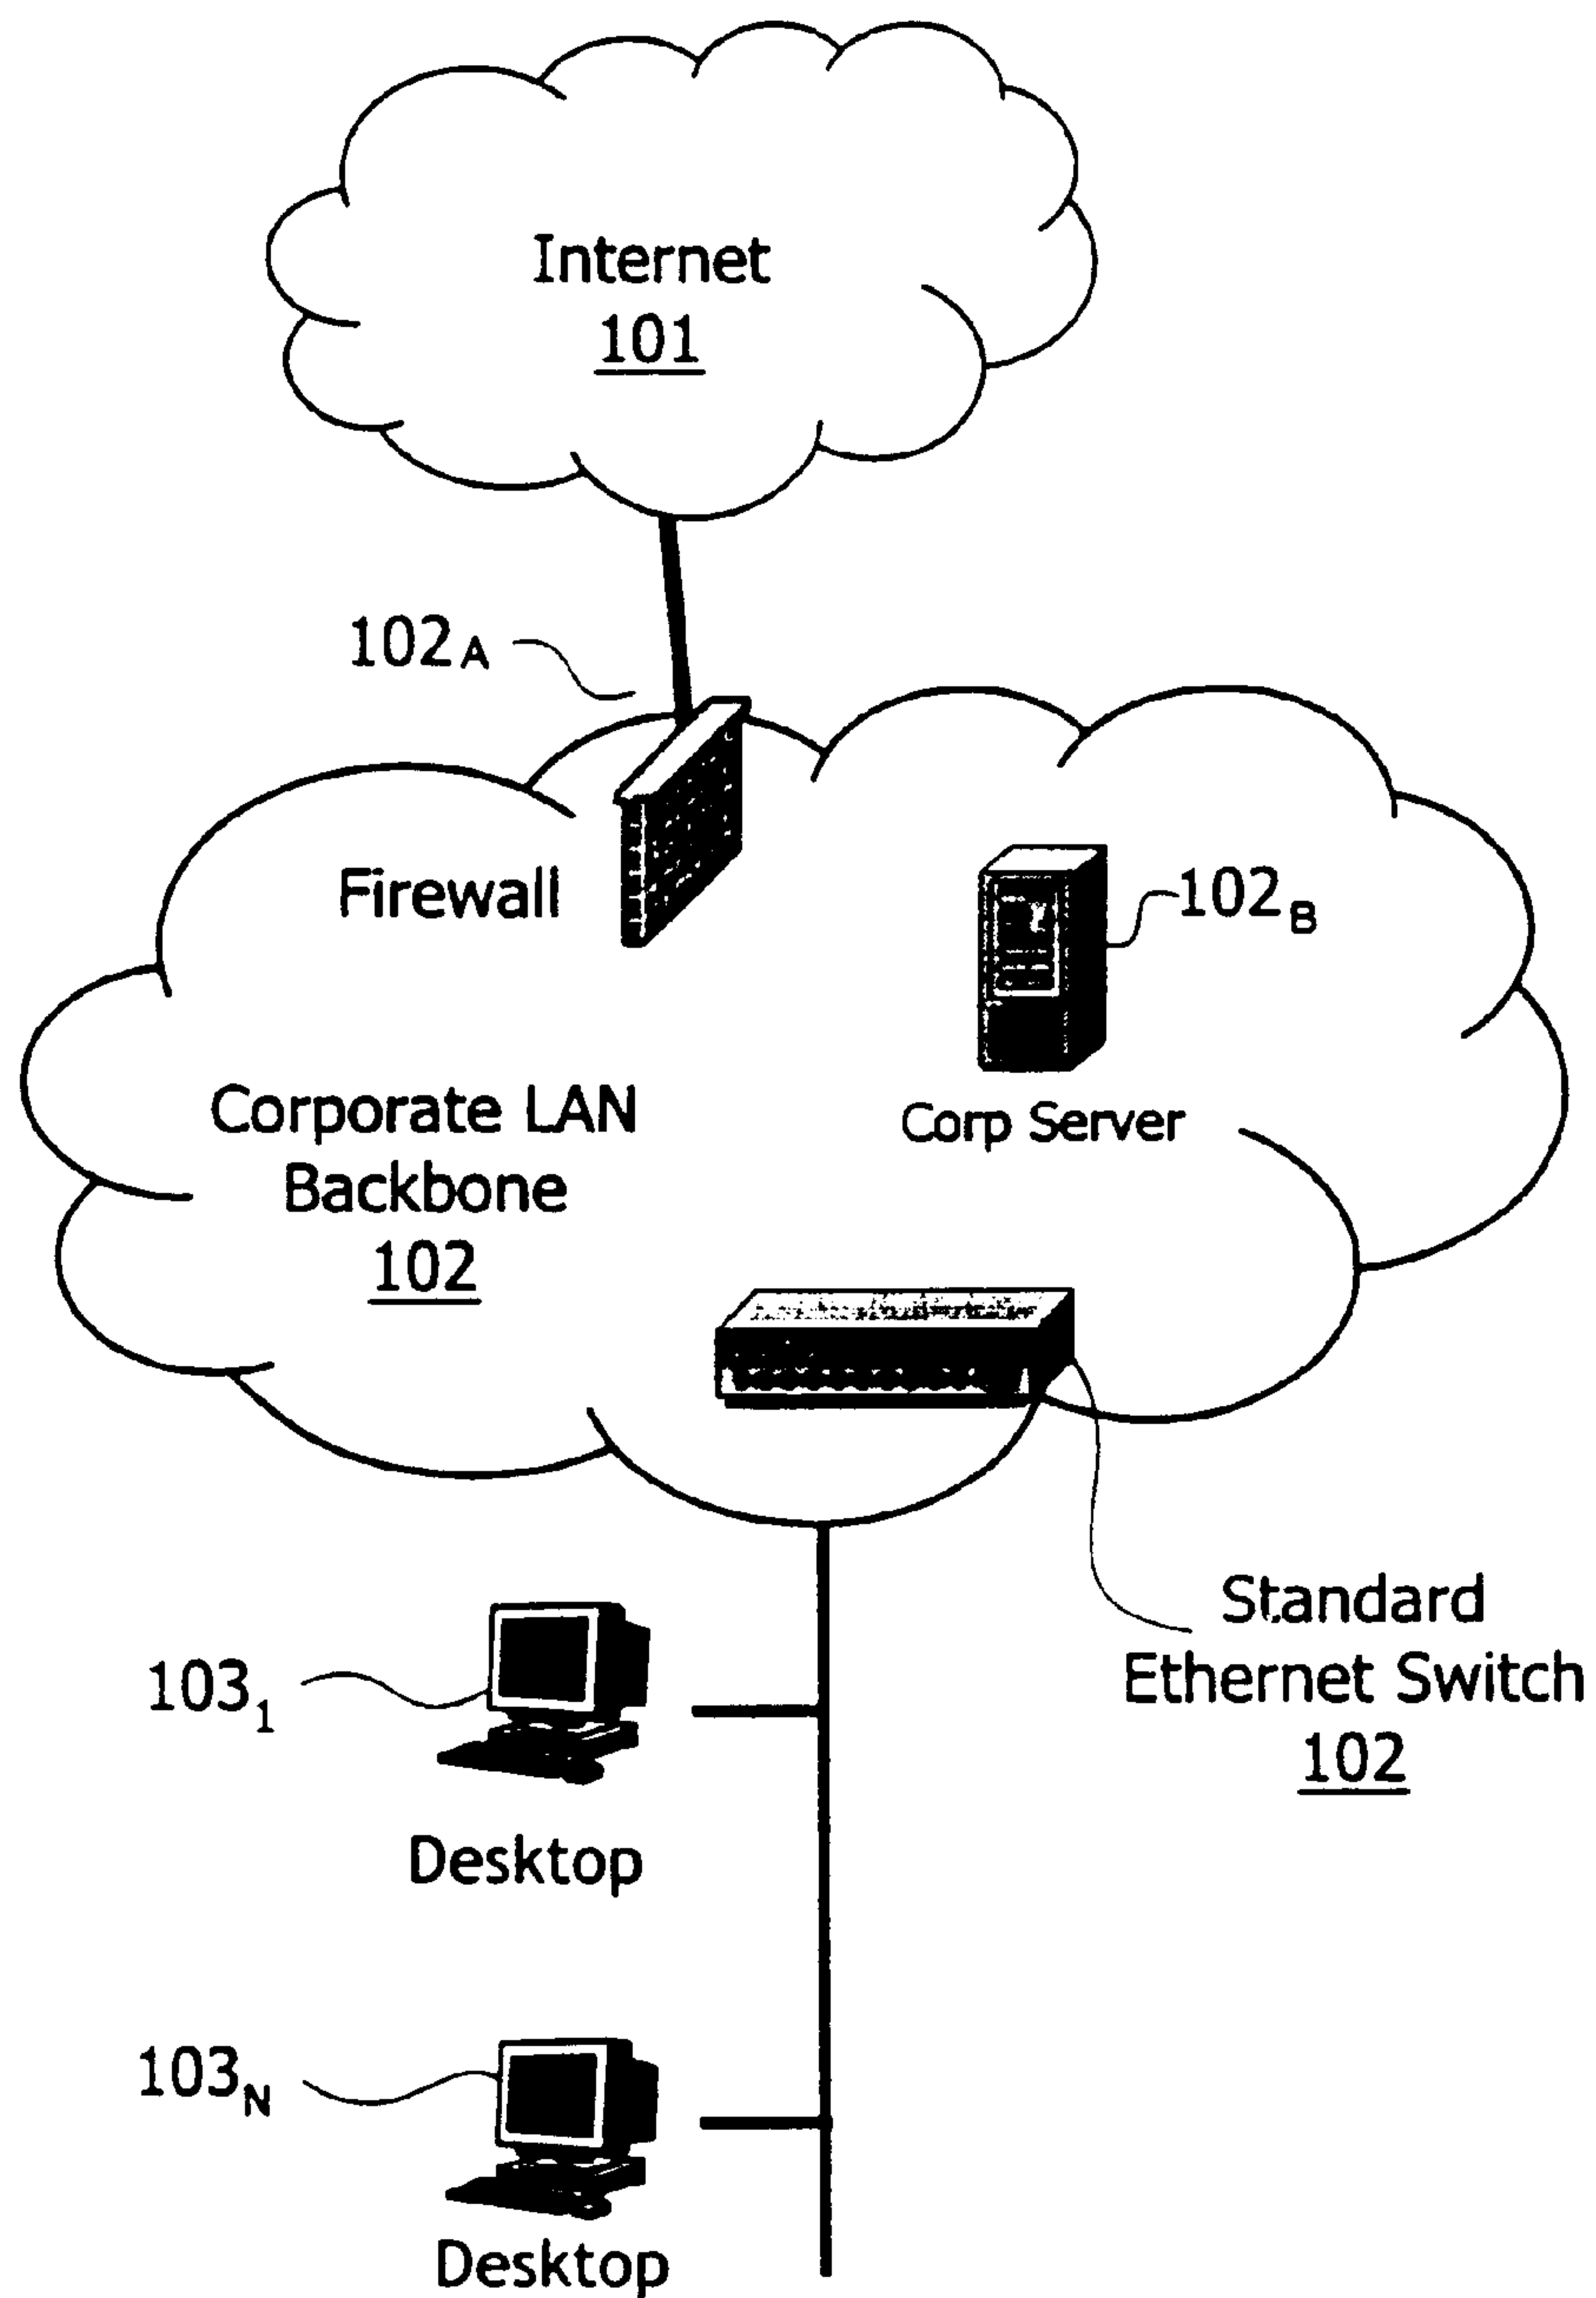 Internet
101
102A
Firewall
102B
Corporate LAN
Backbone
102
Corp Server
Standard
Ethernet Switch
102
1031
Desktop
103N
Desktop